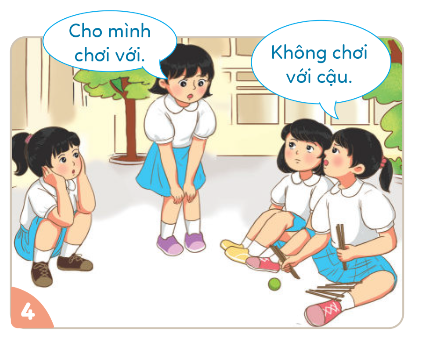 Cho mình
chơi với.
Không chơi
với cậu.
4